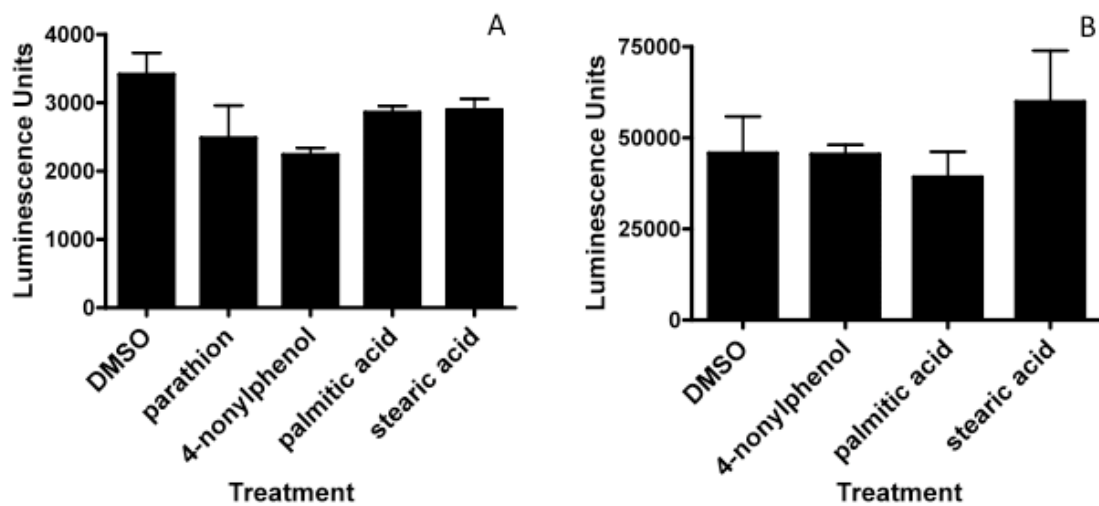 A
Luminescence Units
4000
3000
2000
1000
0
DMSO
parathion
4-nonylphenol
palmitic acid
stearic acid
Treatment
B
Luminescence Units
75000
50000
25000
0
DMSO
4-nonylphenol
palmitic acid
stearic acid
Treatment